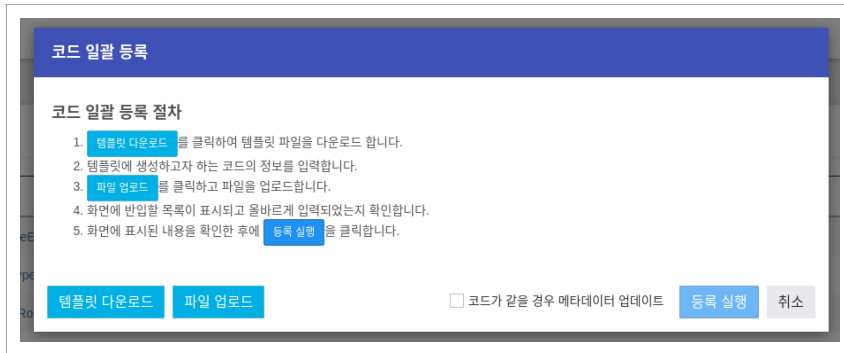 코드 일괄 등록
코드 일괄 등록 절차
1. 템플릿 다운로드 를 클릭하여 템플릿 파일을 다운로드 합니다.
2. 템플릿에 생성하고자 하는 코드의 정보를 입력합니다.
3. 파일 업로드 를 클릭하고 파일을 업로드합니다.
4. 화면에 반입할 목록이 표시되고 올바르게 입력되었는지 확인합니다.
5. 화면에 표시된 내용을 확인한 후에 등록 실행 을 클릭합니다.
템플릿 다운로드 파일 업로드 코드가 같을 경우 메타데이터 업데이트 등록 실행 취소